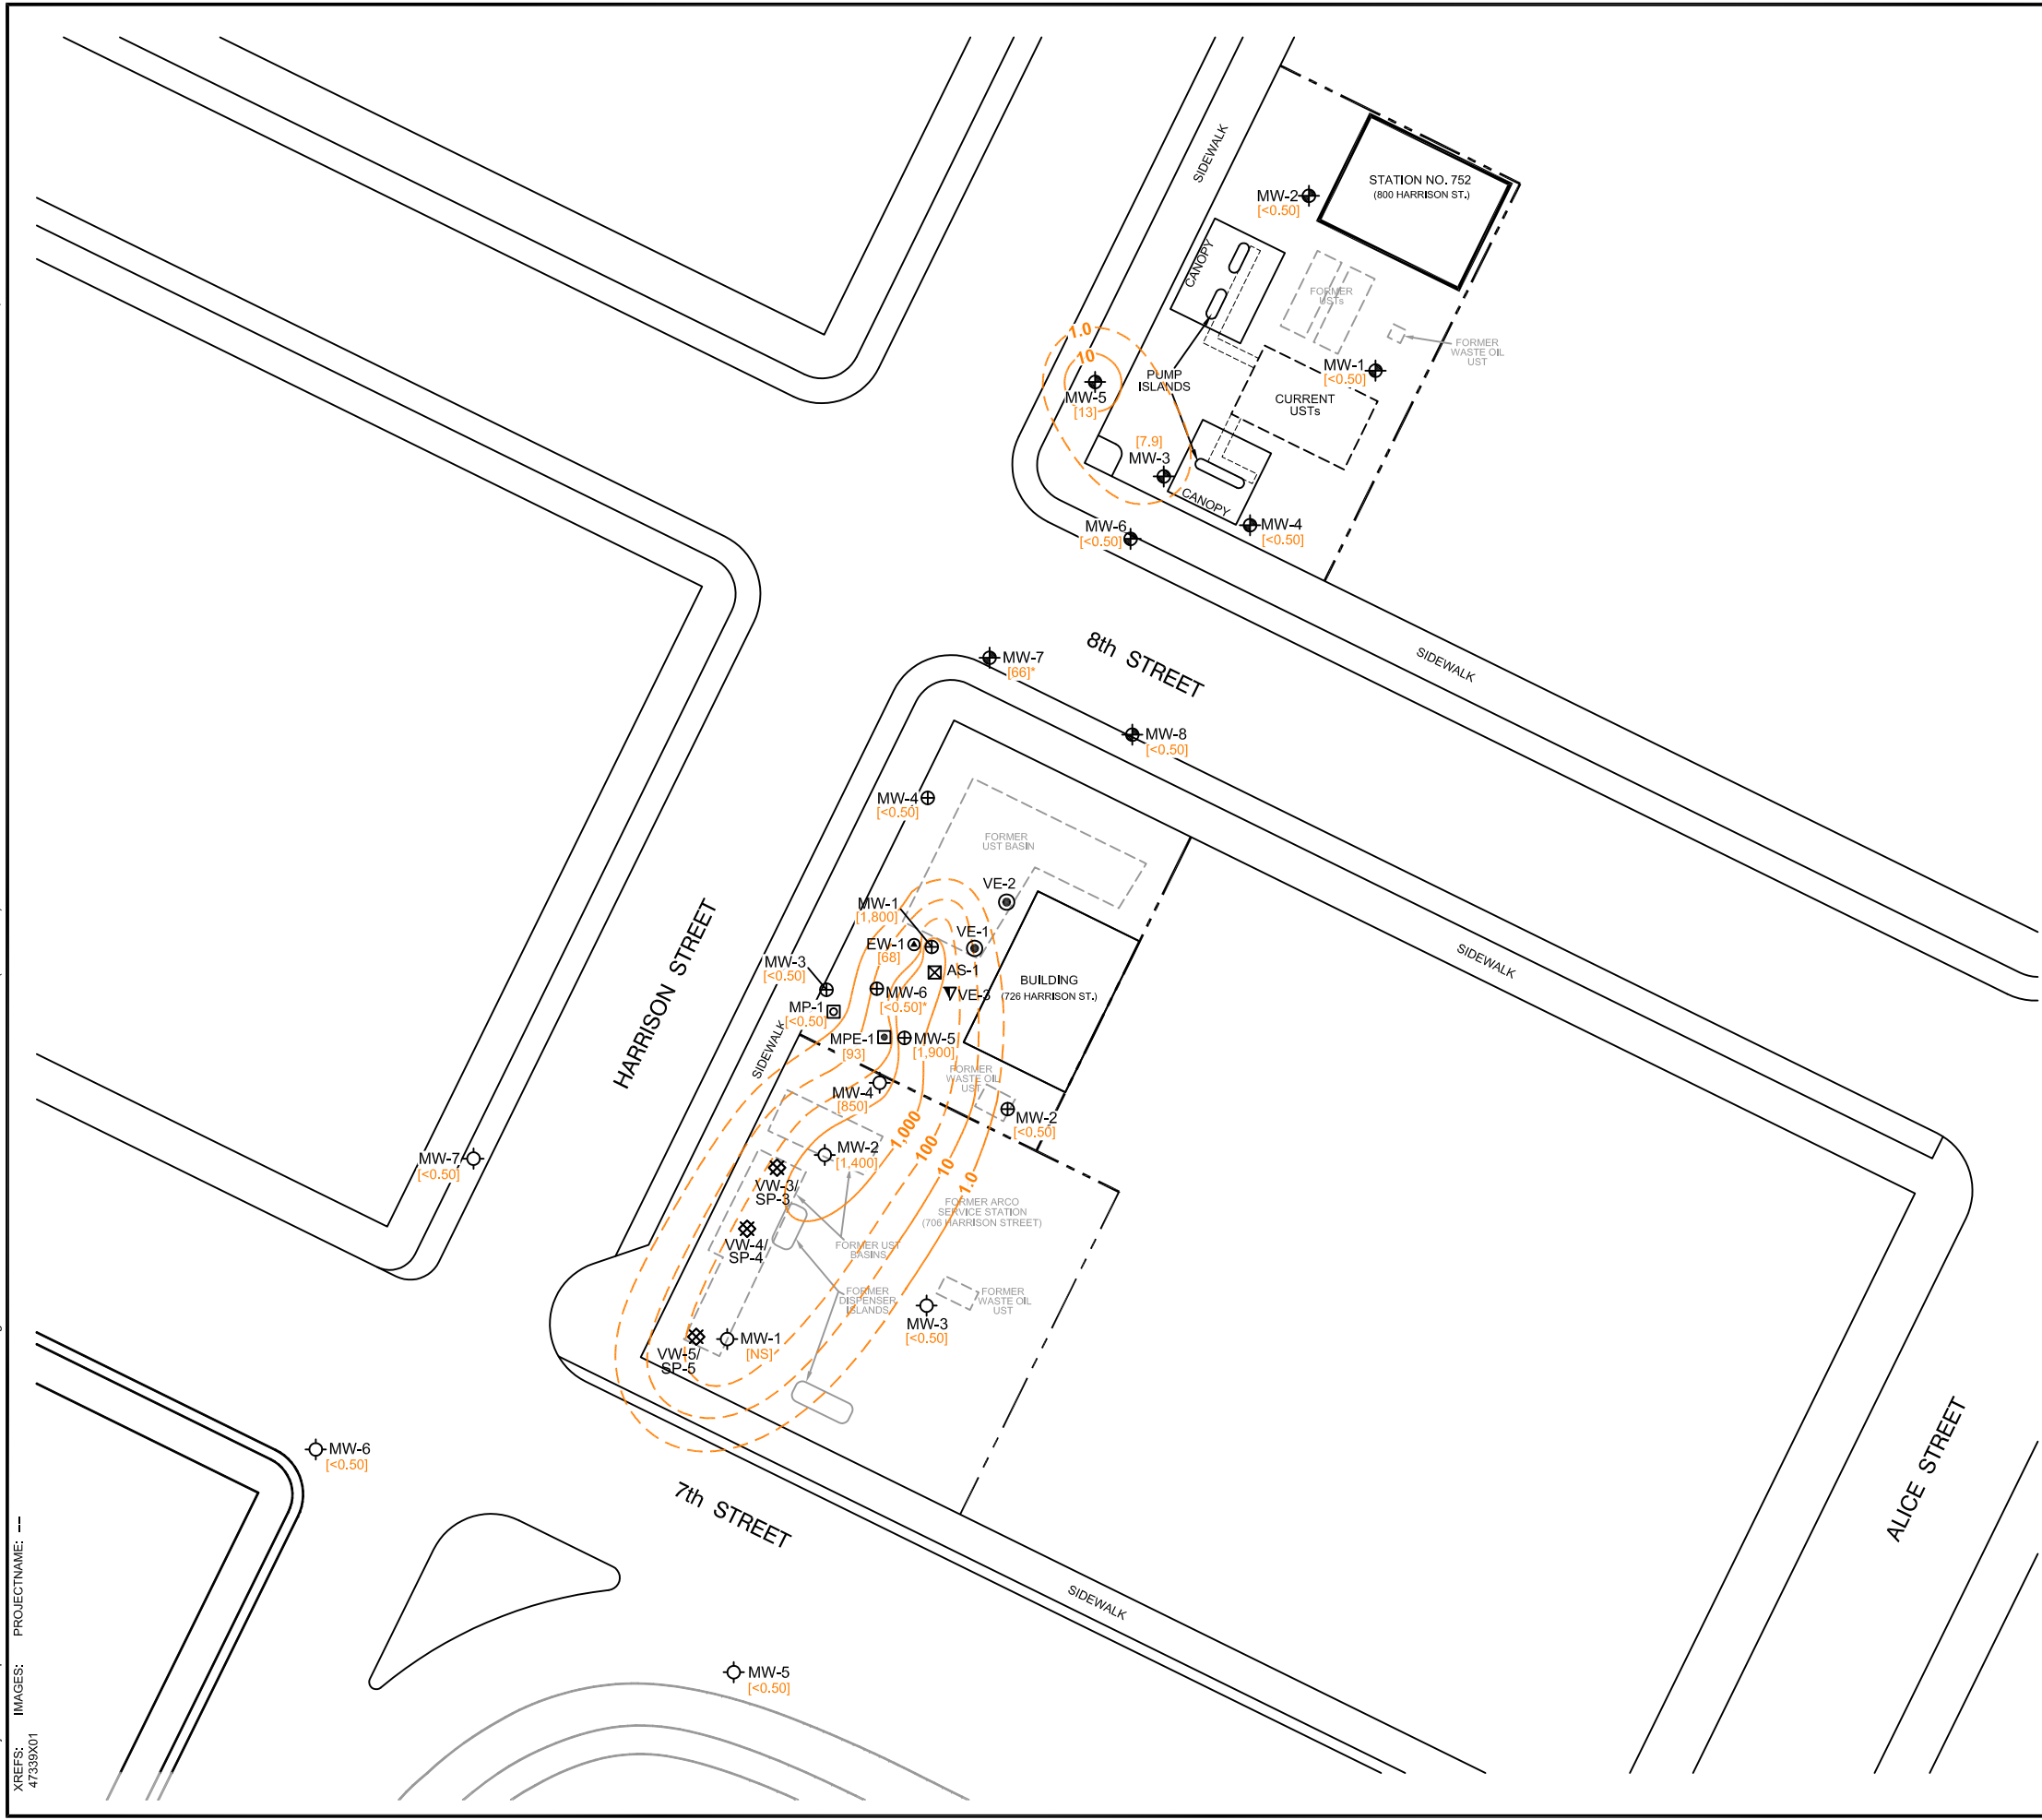 SIDEWALK
STATION NO. 752
(800 HARRISON ST.)
MW-2
[<0.50]
CANOPY
FORMER
USTs
1.0
10
FORMER
WASTE OIL
UST
MW-1
[<0.50]
PUMP
ISLANDS
MW-5
[13]
CURRENT
USTs
[7.9]
MW-3
CANOPY
MW-6
[<0.50]
MW-4
[<0.50]
8th STREET
SIDEWALK
MW-7
[66]*
MW-8
[<0.50]
MW-4
[<0.50]
FORMER
UST BASIN
VE-2
MW-1
[1,800]
EW-1
[68]
VE-1
SIDEWALK
HARRISON STREET
MW-3
[<0.50]
AS-1
BUILDING
(726 HARRISON ST.)
MW-6
[<0.50]*
VE-3
MP-1
[<0.50]
SIDEWALK
MPE-1
[93]
MW-5
[1,900]
FORMER
WASTE OIL
UST
MW-4
[850]
MW-2
[<0.50]
1,000
100
10
1.0
MW-2
[1,400]
MW-7
[<0.50]
VW-3/
SP-3
FORMER ARCO
SERVICE STATION
(706 HARRISON STREET)
VW-4/
SP-4
FORMER UST
BASINS
FORMER
DISPENSER
ISLANDS
FORMER
WASTE OIL
UST
MW-3
[<0.50]
MW-1
[NS]
VW-5/
SP-5
MW-6
[<0.50]
7th STREET
ALICE STREET
SIDEWALK
MW-5
[<0.50]
XREFS: IMAGES: PROJECTNAME: --
47339X01